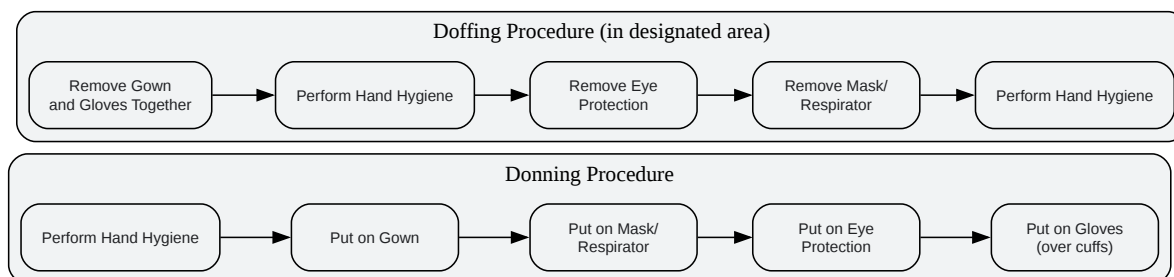 Doffing Procedure (in designated area)
Remove Gown
and Gloves Together
Perform Hand Hygiene
Remove Eye
Protection
Remove Mask/
Respirator
Perform Hand Hygiene
Donning Procedure
Perform Hand Hygiene
Put on Gown
Put on Mask/
Respirator
Put on Eye
Protection
Put on Gloves
(over cuffs)